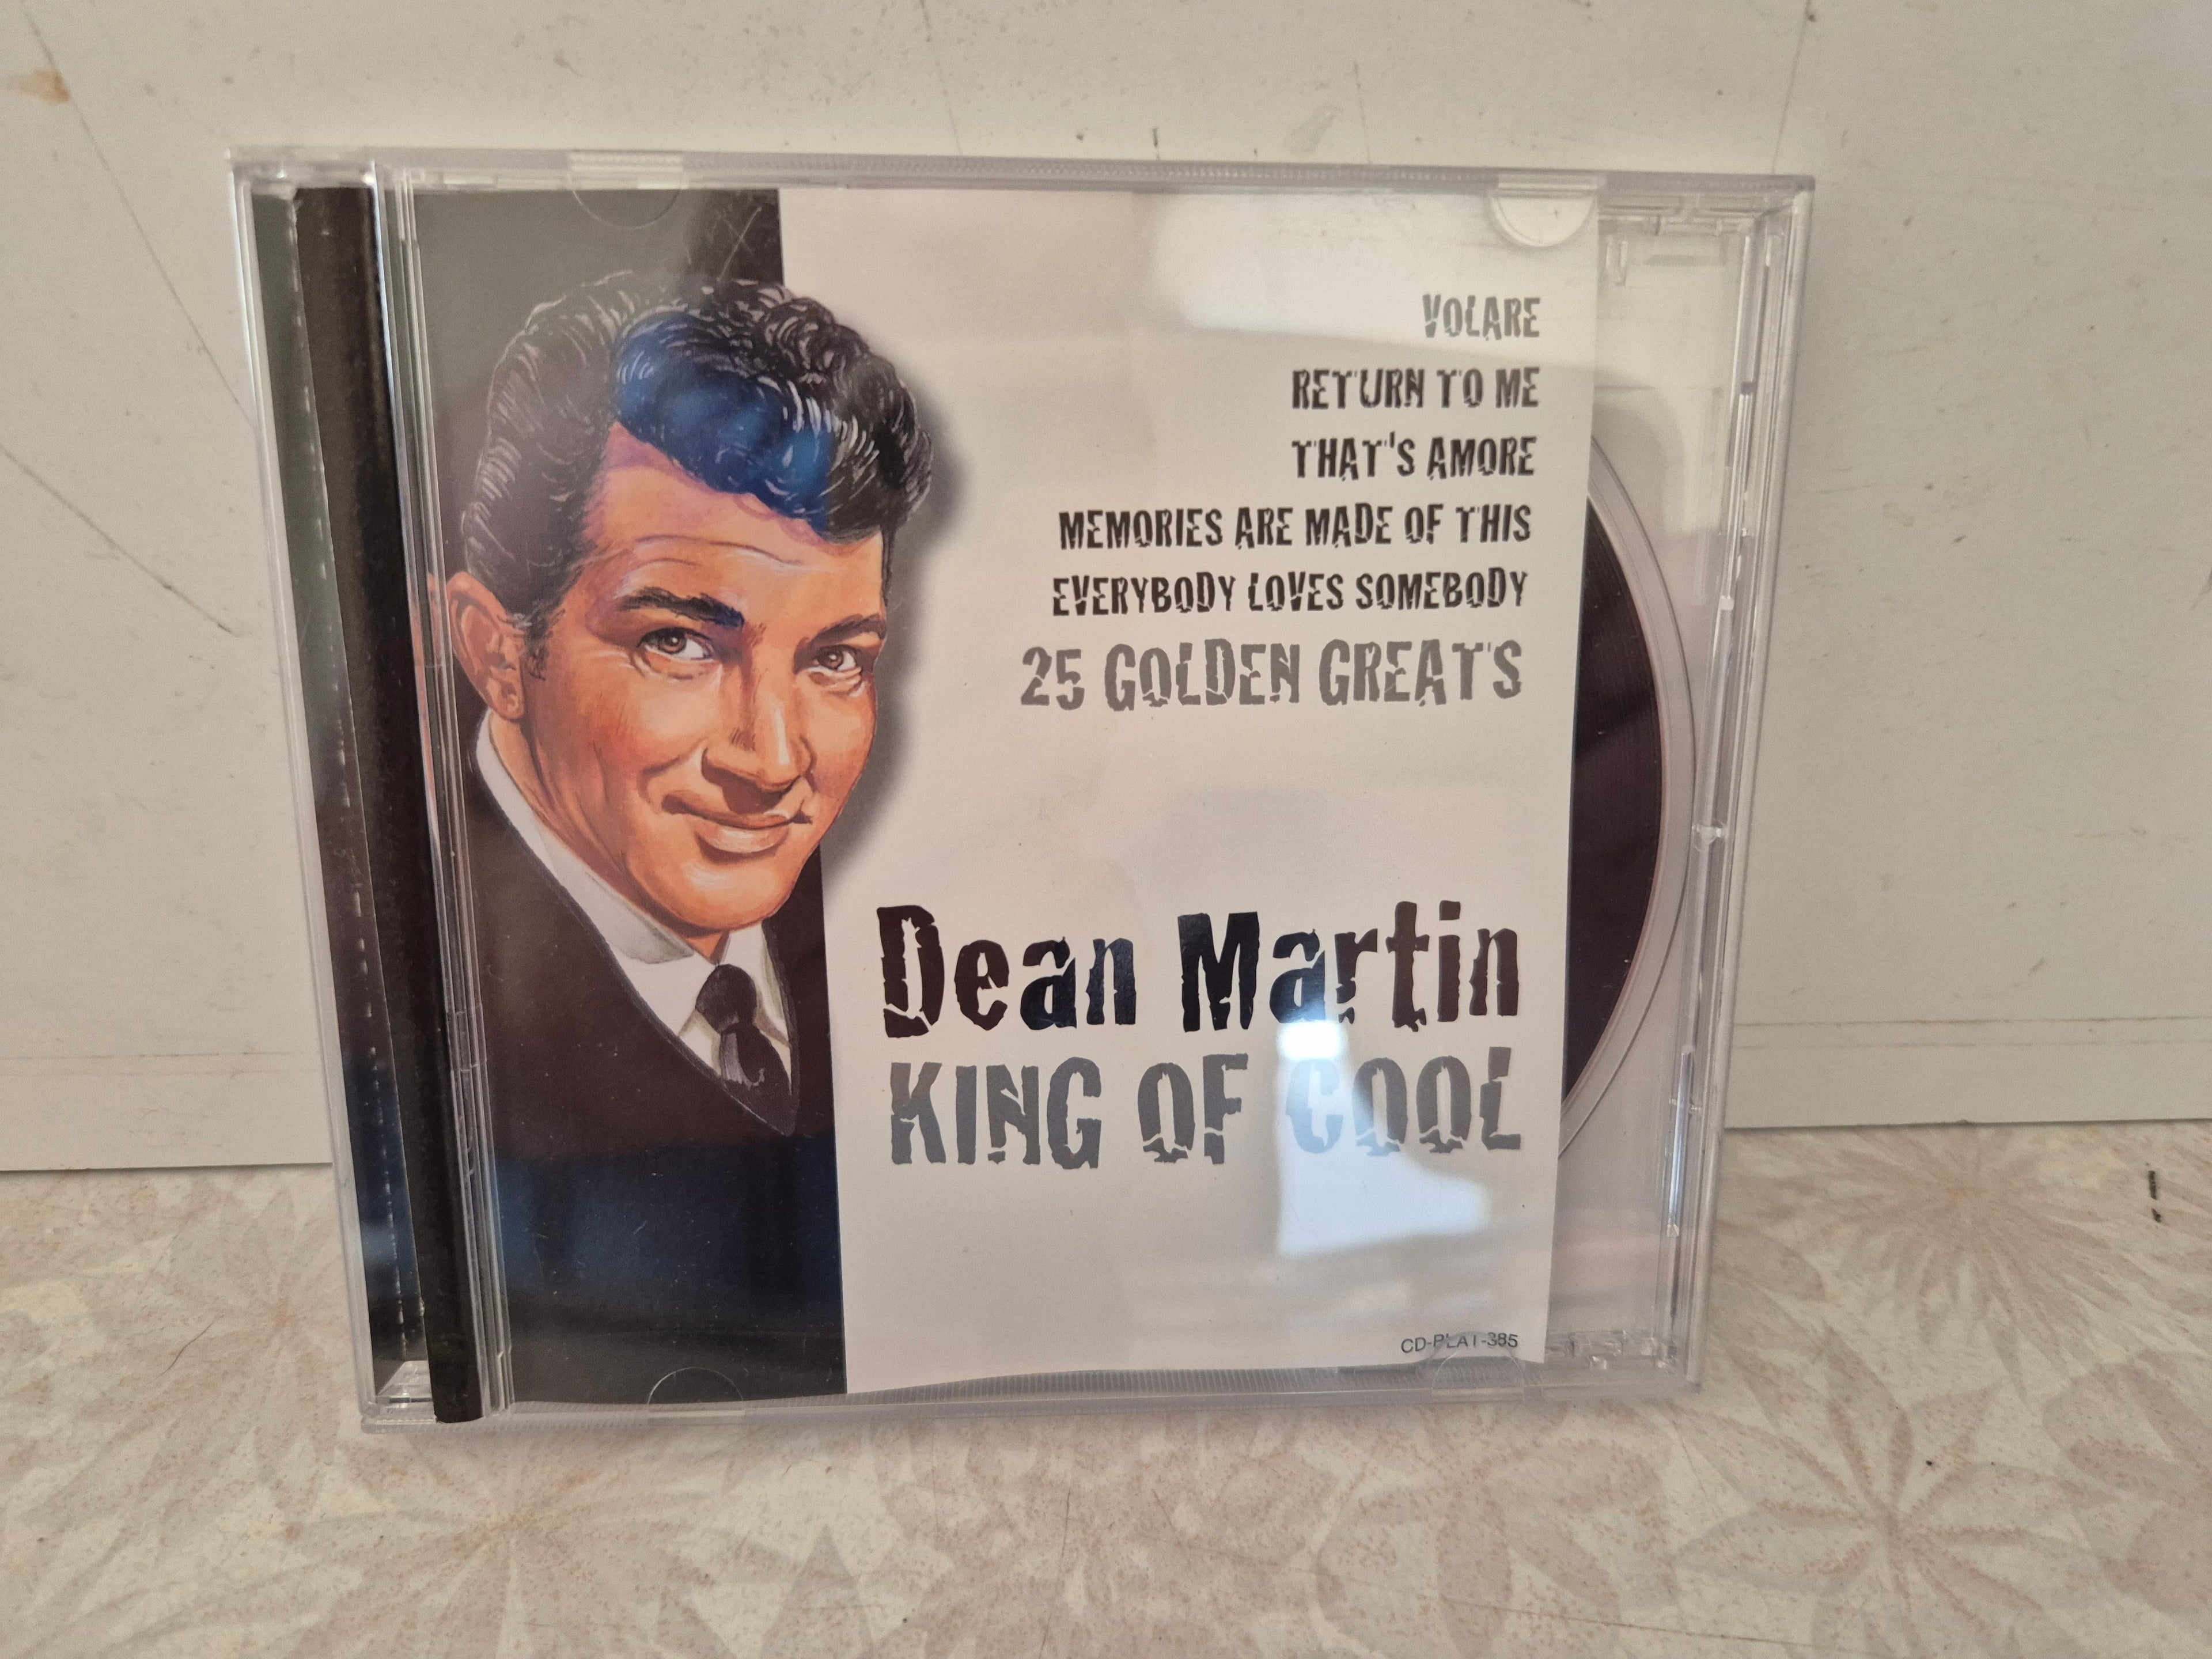 VOLARE
RETURN TO ME
THAT'S AMORE
MEMORIES ARE MADE OF THIS
EVERYBODY LOVES SOMEBODY
25 GOLDEN GREATS
Dean Martin
KING OF COOL
CD-PLAT-385